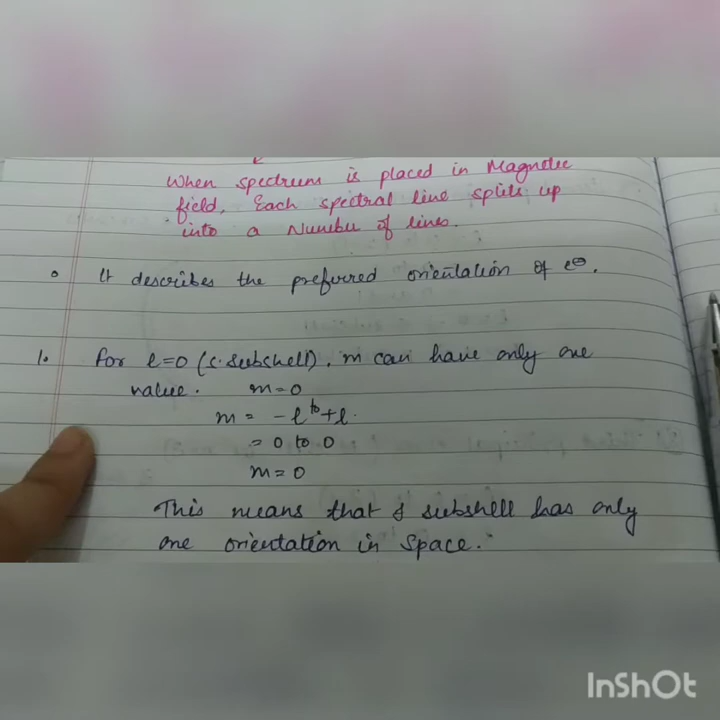 When spectrum is placed in Magnetic
field, Each spectral line splits up
into a Number of lines.
It describes the preferred orientation of e⊖.
1. For l=0 (s.subshell), m can have only one
value. m=0
m = -l to +l.
= 0 to 0
m=0
This means that s subshell has only
one orientation in space.
InShOt